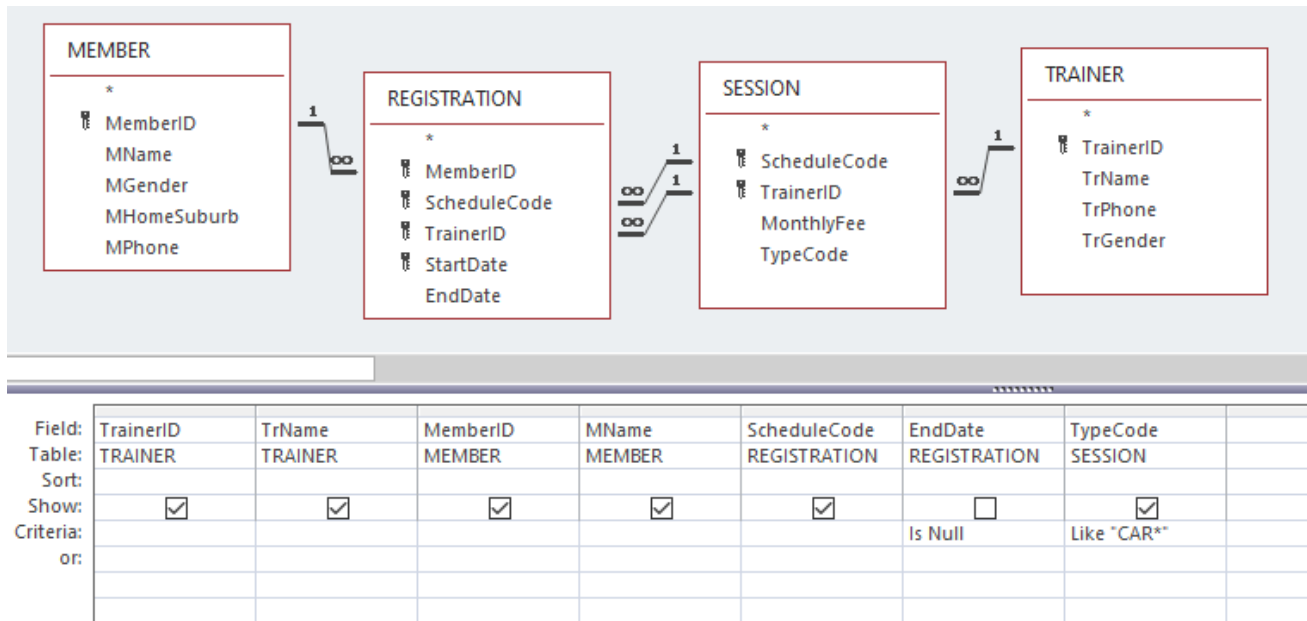 MEMBER
*
MemberID
MName
MGender
MHomeSuburb
MPhone
1
∞
REGISTRATION
*
MemberID
ScheduleCode
TrainerID
StartDate
EndDate
1
∞
1
∞
SESSION
*
ScheduleCode
TrainerID
MonthlyFee
TypeCode
1
∞
TRAINER
*
TrainerID
TrName
TrPhone
TrGender
Field: TrainerID TrName MemberID MName ScheduleCode EndDate TypeCode
Table: TRAINER TRAINER MEMBER MEMBER REGISTRATION REGISTRATION SESSION
Sort:
Show:
Criteria: Is Null Like "CAR*"
or: